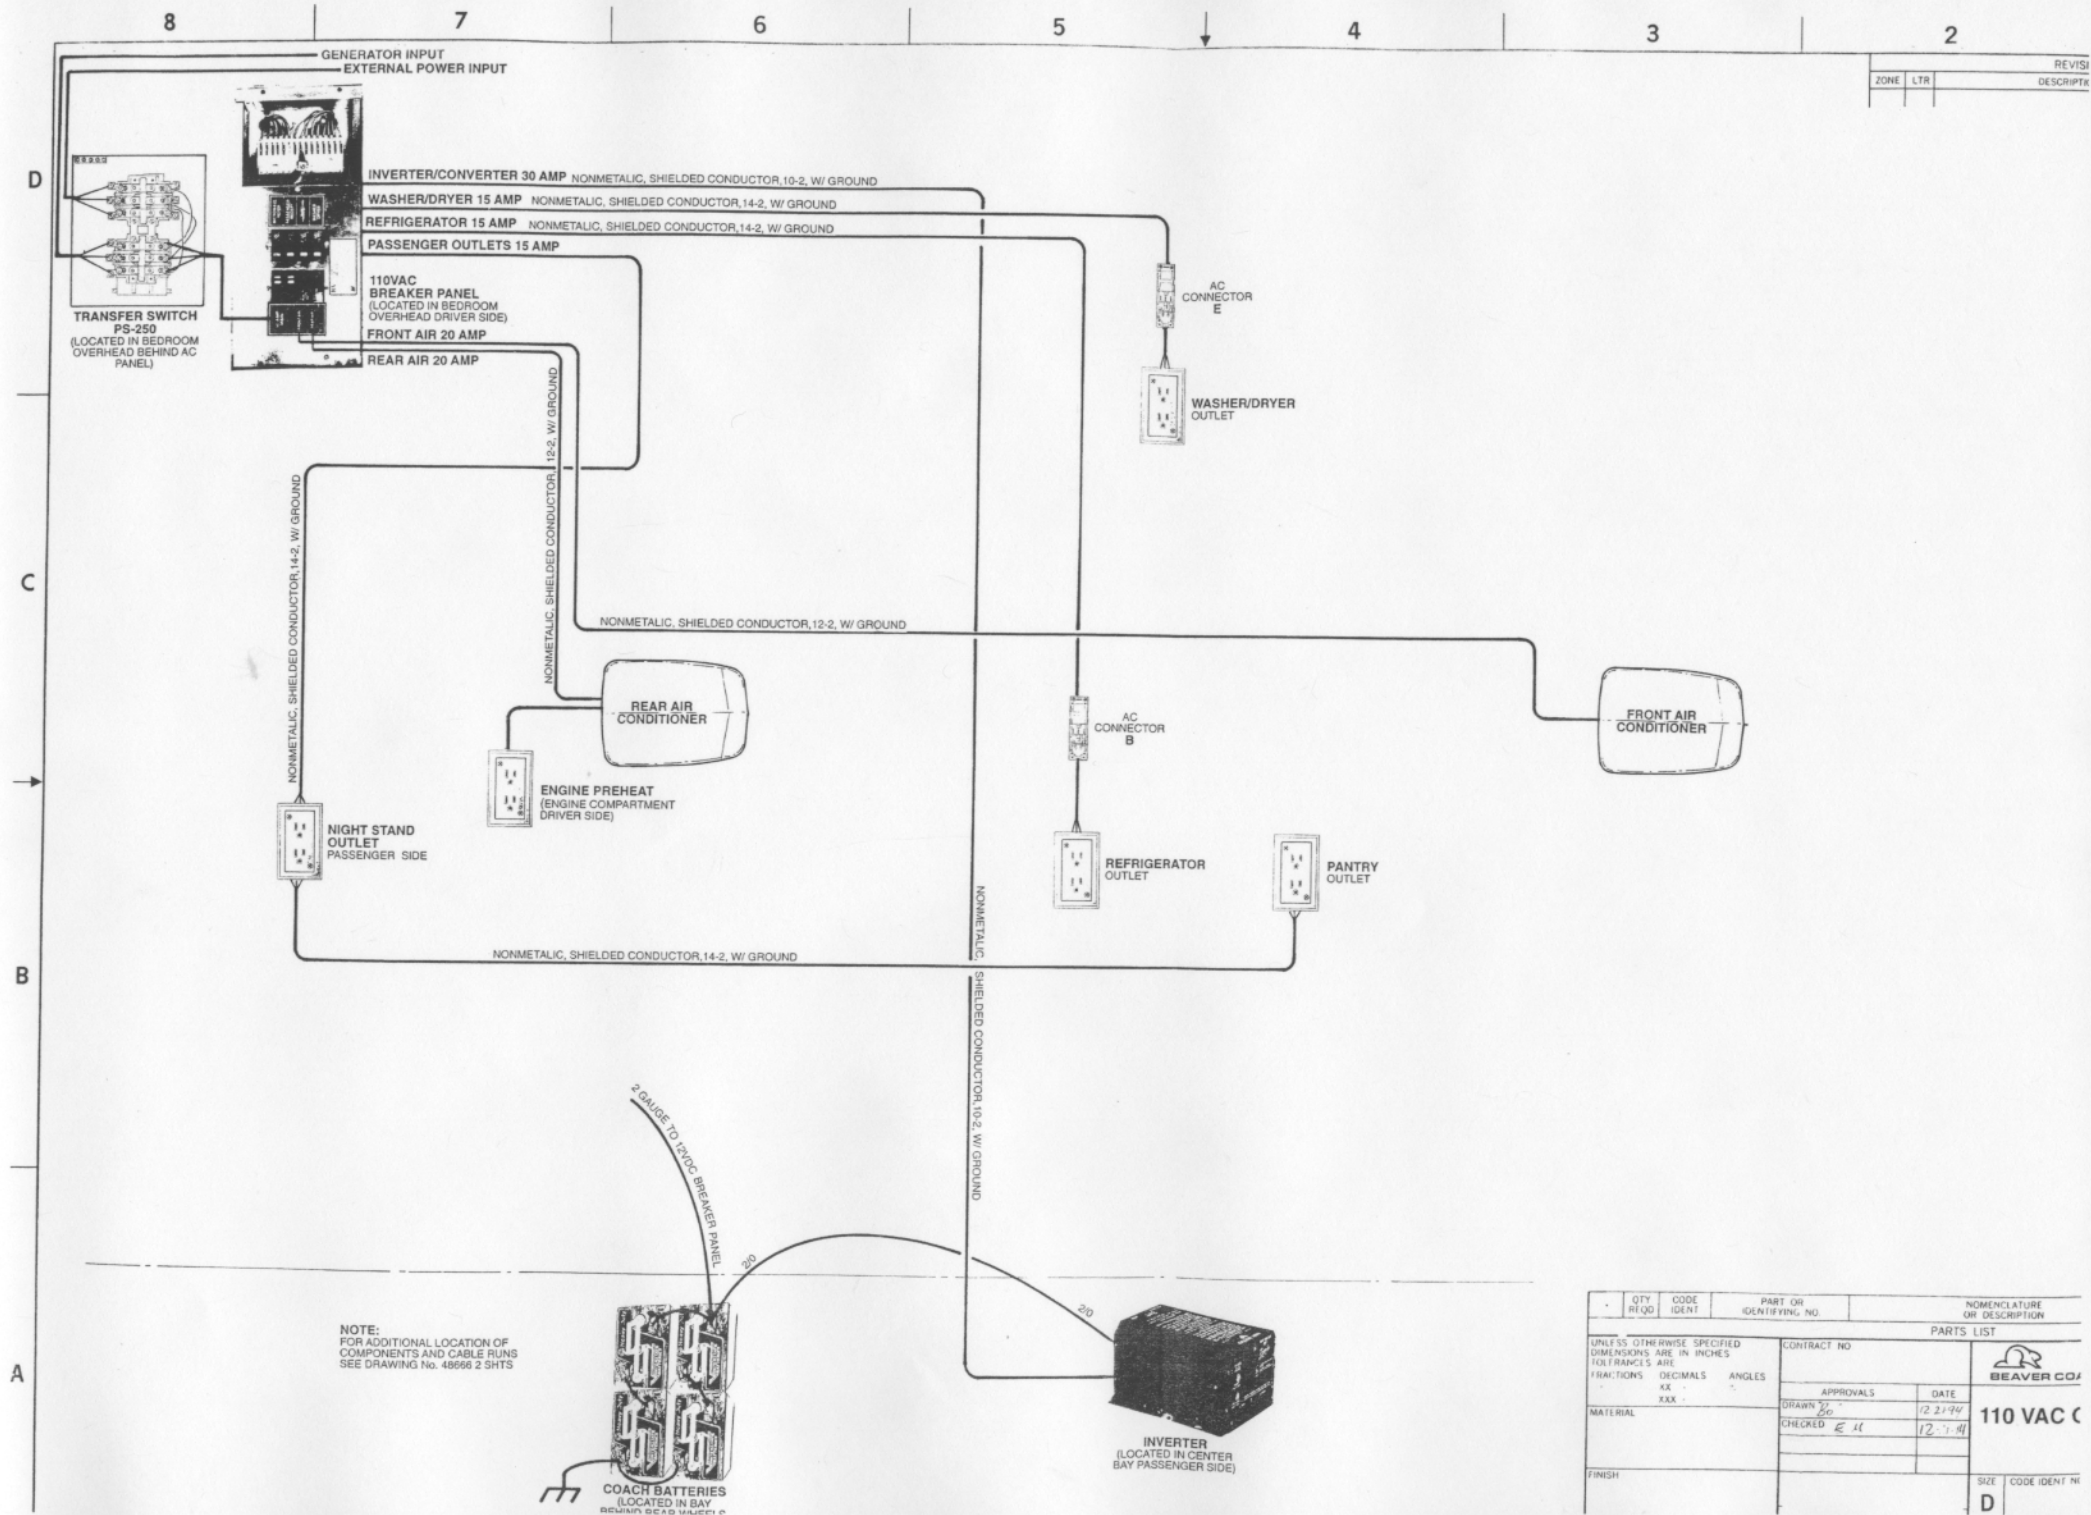 8
7
6
5
4
3
2
D
C
B
A
GENERATOR INPUT
EXTERNAL POWER INPUT
REVISI
ZONE LTR DESCRIPTI
INVERTER/CONVERTER 30 AMP NONMETALIC, SHIELDED CONDUCTOR,10-2, W/ GROUND
WASHER/DRYER 15 AMP NONMETALIC, SHIELDED CONDUCTOR,14-2, W/ GROUND
REFRIGERATOR 15 AMP NONMETALIC, SHIELDED CONDUCTOR,14-2, W/ GROUND
PASSENGER OUTLETS 15 AMP
110VAC
BREAKER PANEL
(LOCATED IN BEDROOM
OVERHEAD DRIVER SIDE)
FRONT AIR 20 AMP
REAR AIR 20 AMP
TRANSFER SWITCH
PS-250
(LOCATED IN BEDROOM
OVERHEAD BEHIND AC
PANEL)
AC
CONNECTOR
E
WASHER/DRYER
OUTLET
NONMETALIC, SHIELDED CONDUCTOR,14-2, W/ GROUND
NONMETALIC, SHIELDED CONDUCTOR, 12-2, W/ GROUND
NONMETALIC, SHIELDED CONDUCTOR,12-2, W/ GROUND
REAR AIR
CONDITIONER
AC
CONNECTOR
B
FRONT AIR
CONDITIONER
ENGINE PREHEAT
(ENGINE COMPARTMENT
DRIVER SIDE)
NIGHT STAND
OUTLET
PASSENGER SIDE
REFRIGERATOR
OUTLET
PANTRY
OUTLET
NONMETALIC, SHIELDED CONDUCTOR,14-2, W/ GROUND
NONMETALIC, SHIELDED CONDUCTOR,10-2, W/ GROUND
2 GAUGE TO 12VDC BREAKER PANEL
2/0
2/0
NOTE:
FOR ADDITIONAL LOCATION OF
COMPONENTS AND CABLE RUNS
SEE DRAWING No. 48666 2 SHTS
COACH BATTERIES
(LOCATED IN BAY
BEHIND REAR WHEELS
INVERTER
(LOCATED IN CENTER
BAY PASSENGER SIDE)
QTY REQD
CODE IDENT
PART OR IDENTIFYING NO.
NOMENCLATURE OR DESCRIPTION
PARTS LIST
UNLESS OTHERWISE SPECIFIED
DIMENSIONS ARE IN INCHES
TOLERANCES ARE
FRACTIONS DECIMALS ANGLES
XX
XXX
MATERIAL
FINISH
CONTRACT NO
APPROVALS DATE
DRAWN
CHECKED E M
BEAVER COA
110 VAC C
SIZE
D
CODE IDENT NO